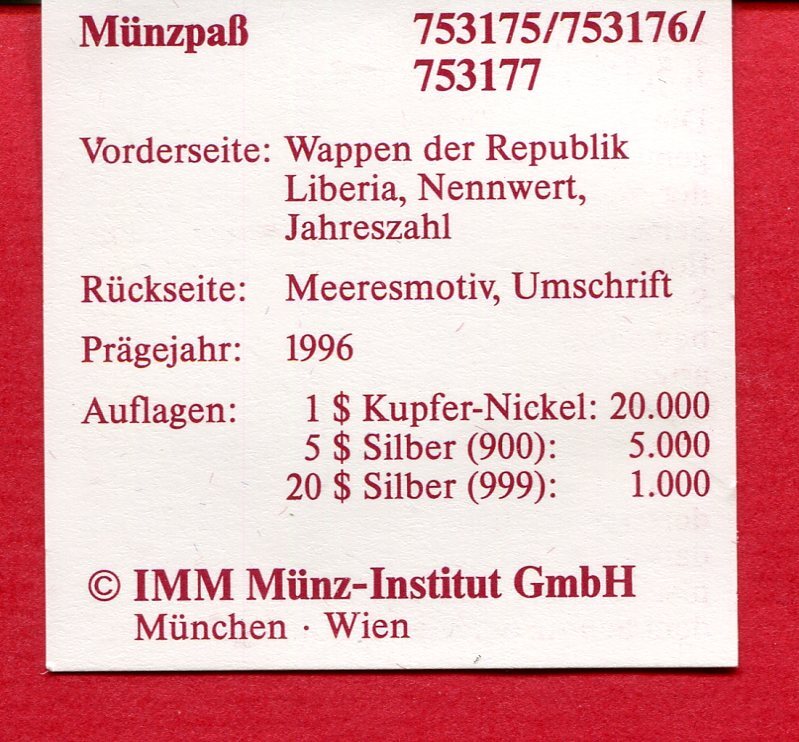 Münzpaß 753175/753176/
753177
Vorderseite: Wappen der Republik
Liberia, Nennwert,
Jahreszahl
Rückseite: Meeresmotiv, Umschrift
Prägejahr: 1996
Auflagen: 1 $ Kupfer-Nickel: 20.000
5 $ Silber (900): 5.000
20 $ Silber (999): 1.000
© IMM Münz-Institut GmbH
München · Wien